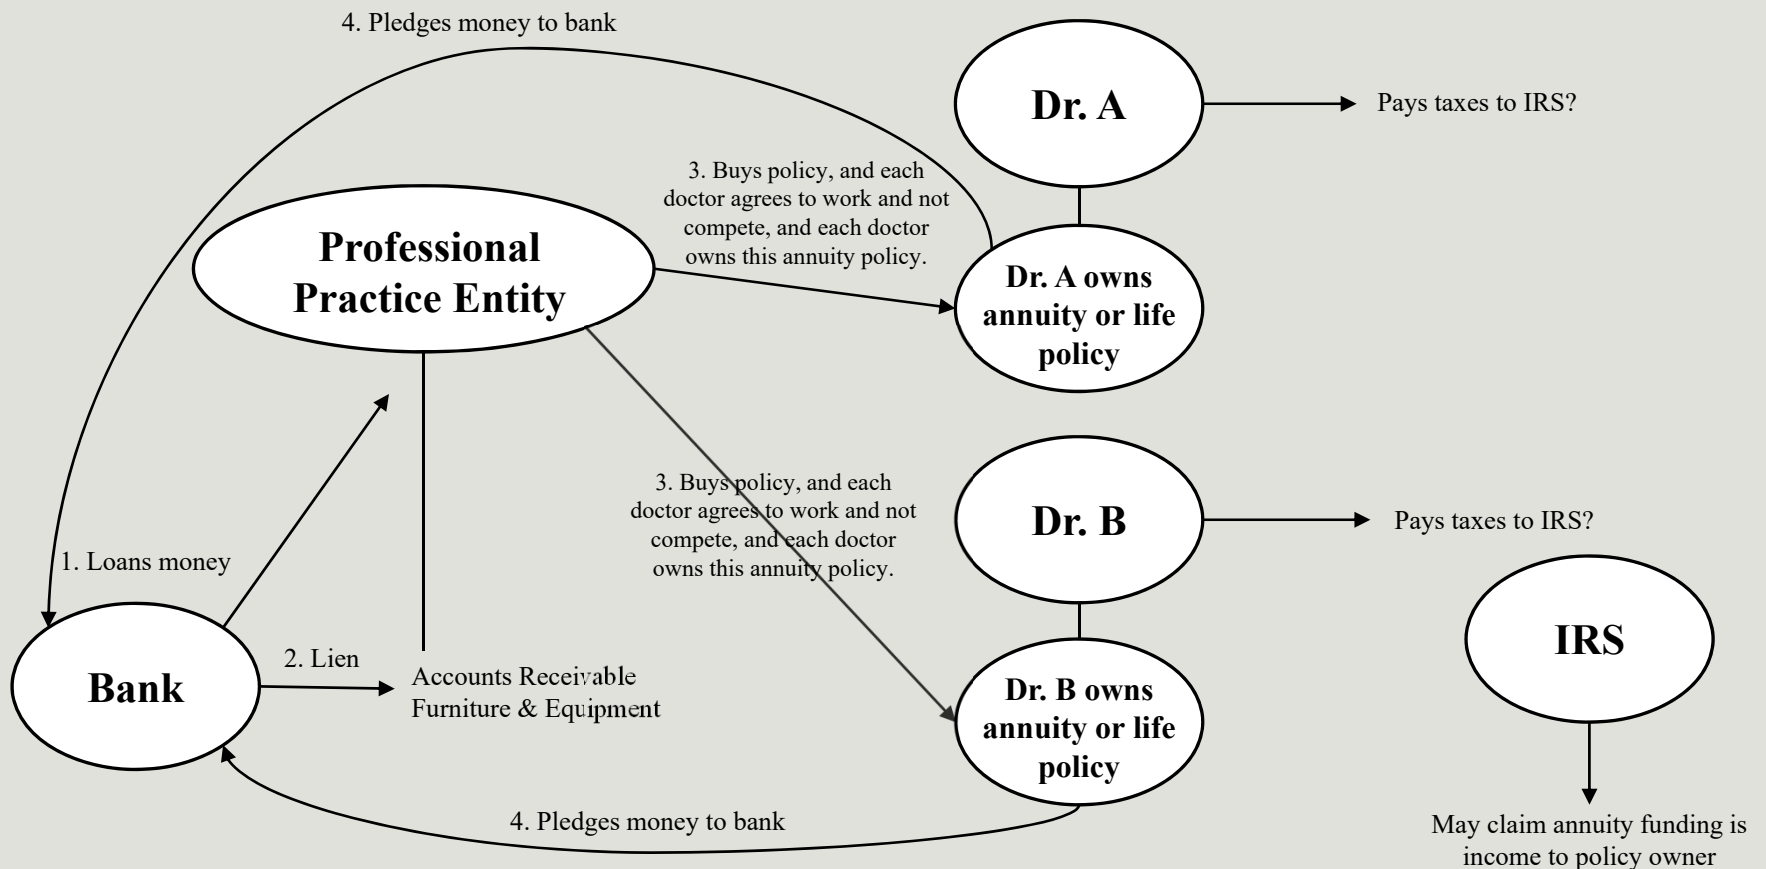 4. Pledges money to bank
Dr. A
Pays taxes to IRS?
3. Buys policy, and each
doctor agrees to work and not
compete, and each doctor
owns this annuity policy.
Professional
Practice Entity
Dr. A owns
annuity or life
policy
3. Buys policy, and each
doctor agrees to work and not
compete, and each doctor
owns this annuity policy.
Dr. B
Pays taxes to IRS?
1. Loans money
IRS
Bank
2. Lien
Accounts Receivable
Furniture & Equipment
Dr. B owns
annuity or life
policy
4. Pledges money to bank
May claim annuity funding is
income to policy owner